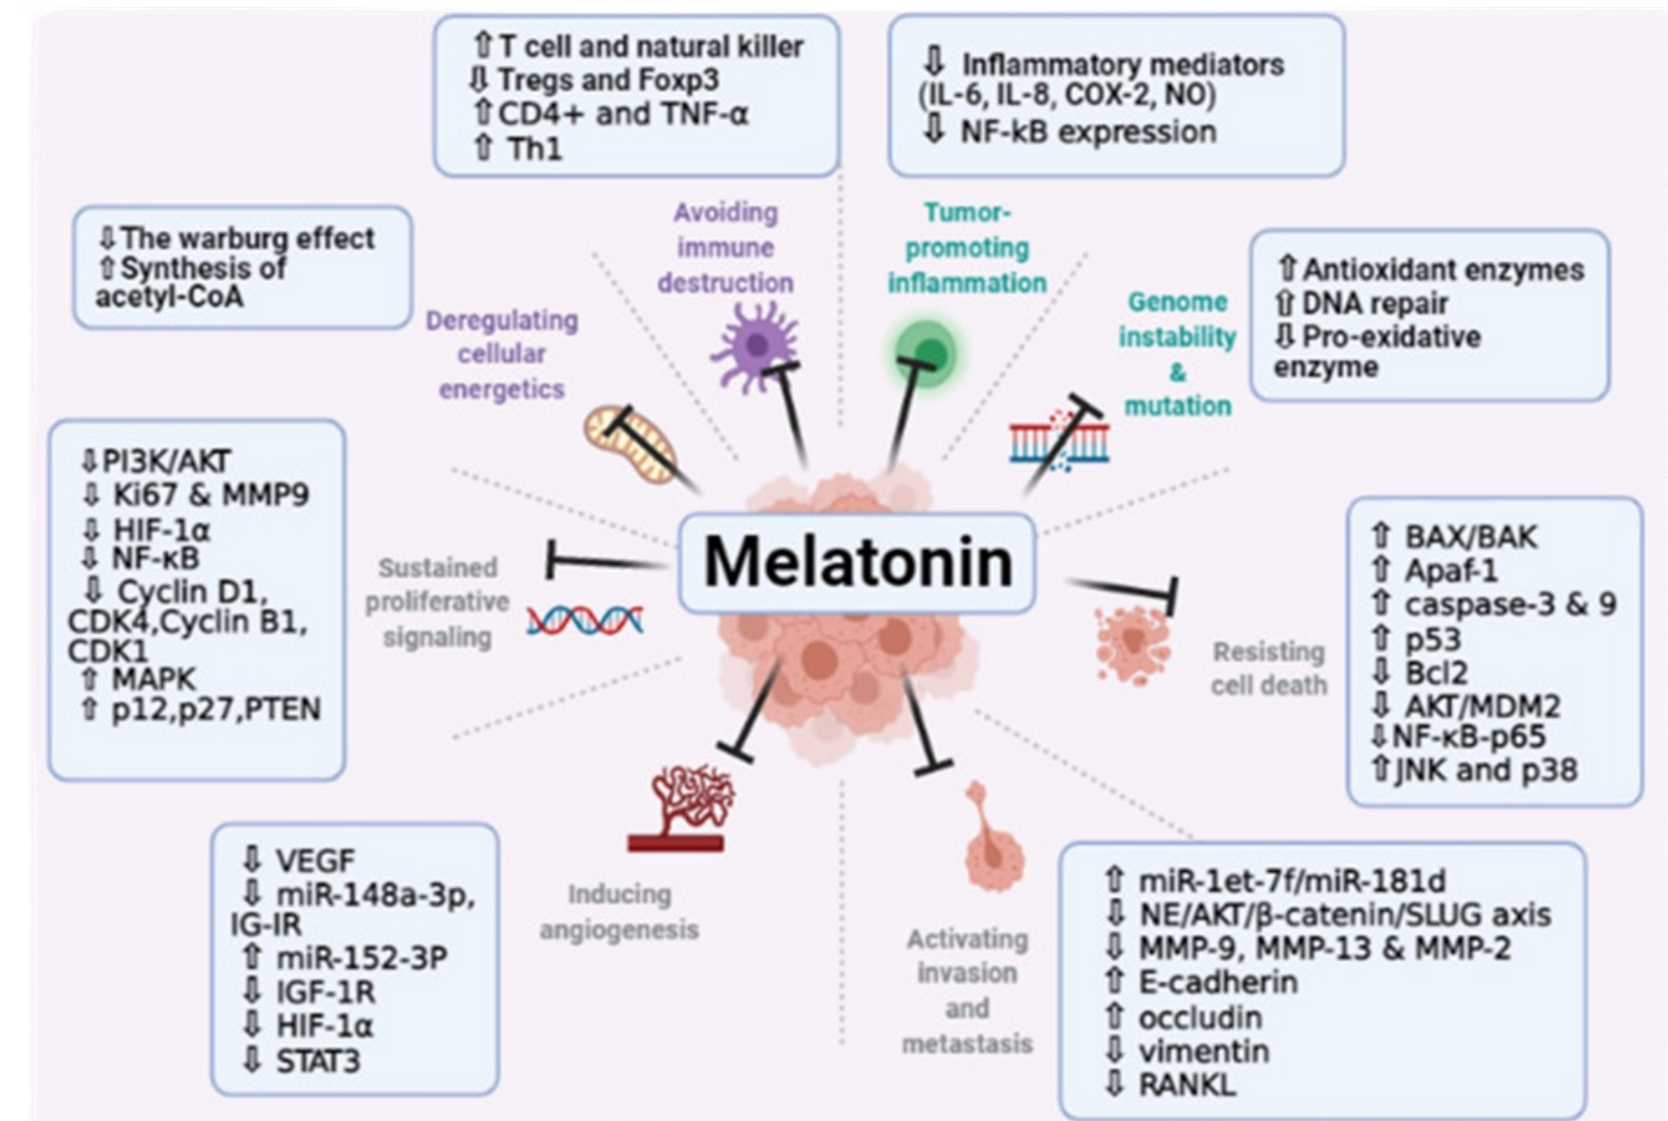 ⇧T cell and natural killer
⇩Tregs and Foxp3
⇧CD4+ and TNF-α
⇧ Th1
⇩ Inflammatory mediators
(IL-6, IL-8, COX-2, NO)
⇩ NF-kB expression
⇩The warburg effect
⇧Synthesis of
acetyl-CoA
Avoiding
immune
destruction
Tumor-
promoting
inflammation
⇧Antioxidant enzymes
⇧DNA repair
⇩Pro-oxidative
enzyme
Deregulating
cellular
energetics
Genome
instability
&
mutation
⇩PI3K/AKT
⇩ Ki67 & MMP9
⇩ HIF-1α
⇩ NF-κB
⇩ Cyclin D1,
CDK4,Cyclin B1,
CDK1
⇧ MAPK
⇧ p12,p27,PTEN
Sustained
proliferative
signaling
Melatonin
Resisting
cell death
⇧ BAX/BAK
⇧ Apaf-1
⇧ caspase-3 & 9
⇧ p53
⇩ Bcl2
⇩ AKT/MDM2
⇩NF-κB-p65
⇧JNK and p38
⇩ VEGF
⇩ miR-148a-3p,
IG-IR
⇧ miR-152-3P
⇩ IGF-1R
⇩ HIF-1α
⇩ STAT3
Inducing
angiogenesis
Activating
invasion
and
metastasis
⇧ miR-1et-7f/miR-181d
⇩ NE/AKT/β-catenin/SLUG axis
⇩ MMP-9, MMP-13 & MMP-2
⇧ E-cadherin
⇧ occludin
⇩ vimentin
⇩ RANKL